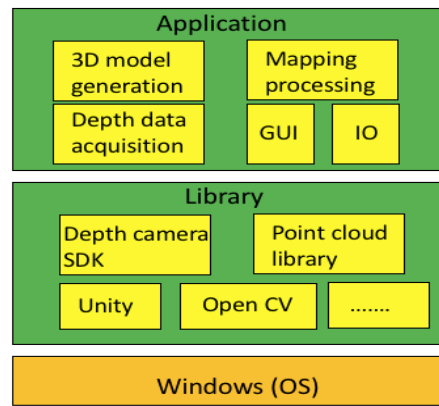 Application
3D model
generation
Mapping
processing
Depth data
acquisition
GUI
IO
Library
Depth camera
SDK
Point cloud
library
Unity
Open CV
.......
Windows (OS)